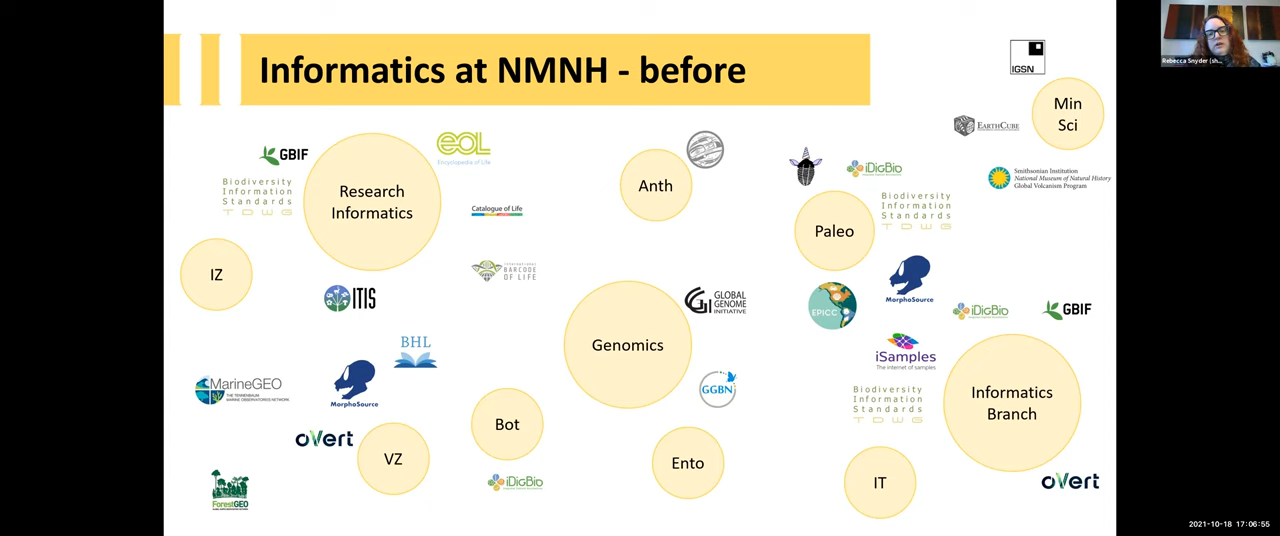 Informatics at NMNH - before
Rebecca Snyder (sh...
IGSN
Min
Sci
EARTHCUBE
GBIF
eol
Encyclopedia of Life
Biodiversity
Information
Standards
TDWG
Research
Informatics
Catalogue of Life
Anth
iDigBio
Smithsonian Institution
National Museum of Natural History
Global Volcanism Program
Biodiversity
Information
Standards
TDWG
Paleo
IZ
BARCODE
OF LIFE
ITIS
GLOBAL
GENOME
INITIATIVE
MorphoSource
EPICC
iDigBio
GBIF
Genomics
BHL
iSamples
The internet of samples
MarineGEO
MorphoSource
GGBN
Biodiversity
Information
Standards
TDWG
Informatics
Branch
oVert
VZ
Bot
Ento
iDigBio
IT
oVert
ForestGEO
2021-10-18 17:06:55